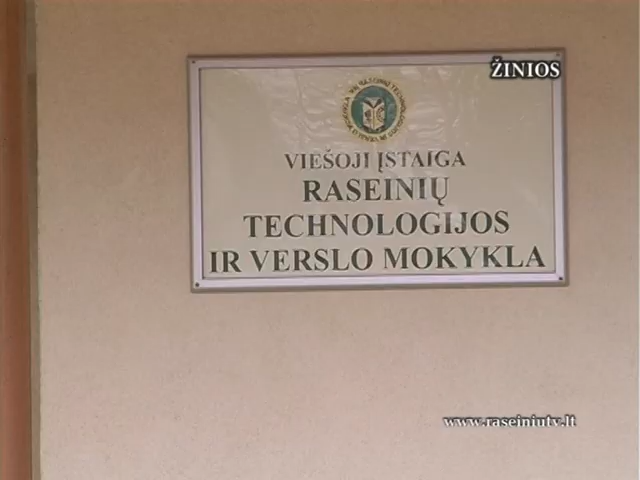 ŽINIOS
VIEŠOJI ĮSTAIGA
RASEINIŲ
TECHNOLOGIJOS
IR VERSLO MOKYKLA
www.raseiniutv.lt